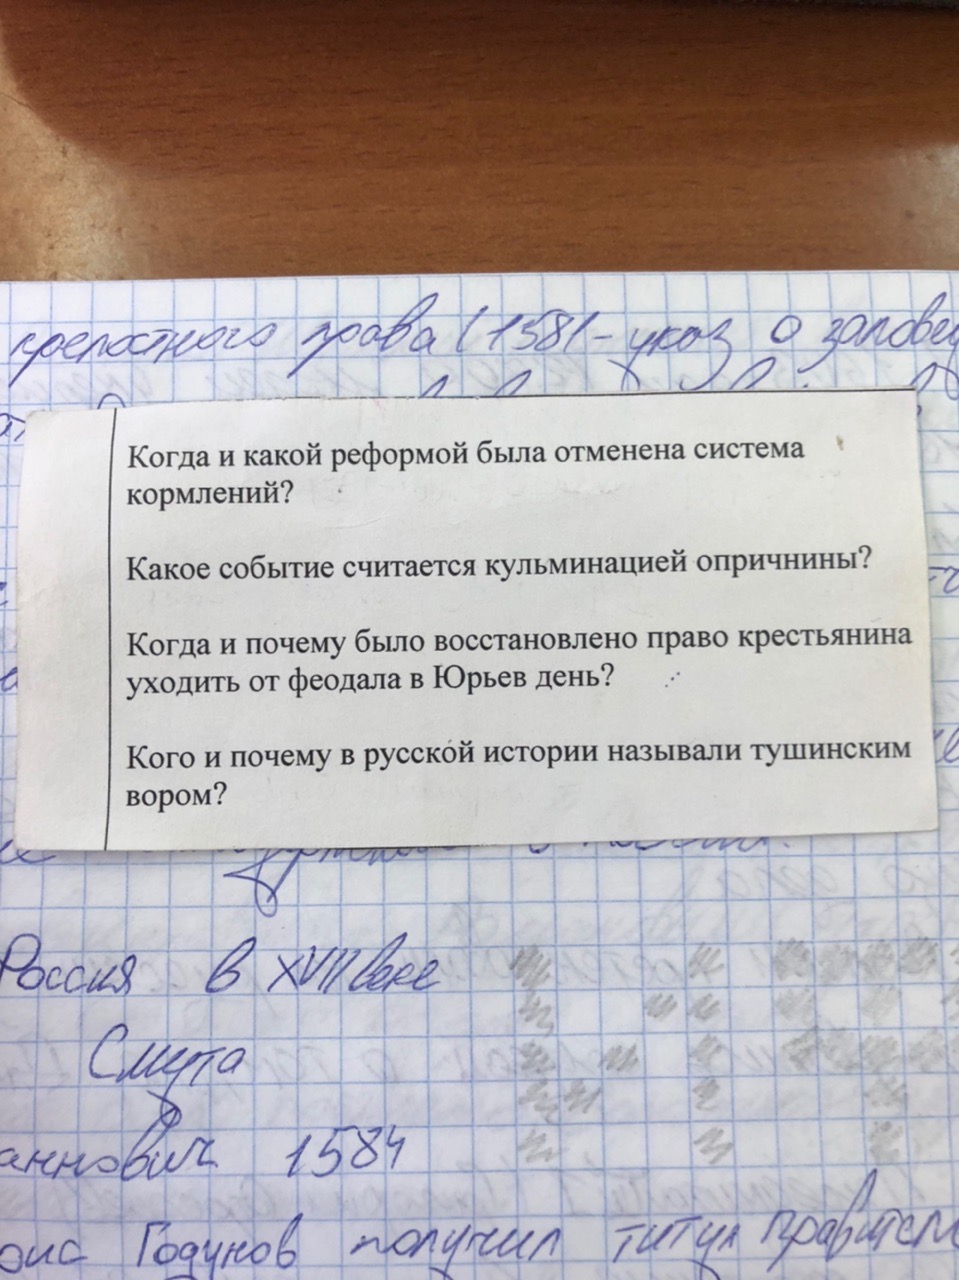 крепостного права (1581 - указ о заповед
Когда и какой реформой была отменена система
кормлений?
Какое событие считается кульминацией опричнины?
Когда и почему было восстановлено право крестьянина
уходить от феодала в Юрьев день?
Кого и почему в русской истории называли тушинским
вором?
Россия в XVII веке
Смута
аннович 1584
рис Годунов получил титул правителя